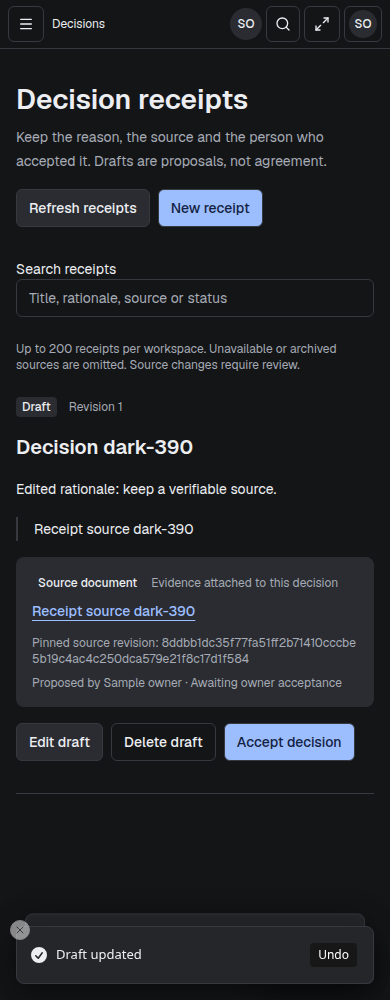 Decisions
SO
SO
Decision receipts
Keep the reason, the source and the person who
accepted it. Drafts are proposals, not agreement.
Refresh receipts
New receipt
Search receipts
Title, rationale, source or status
Up to 200 receipts per workspace. Unavailable or archived
sources are omitted. Source changes require review.
Draft
Revision 1
Decision dark-390
Edited rationale: keep a verifiable source.
Receipt source dark-390
Source document
Evidence attached to this decision
Receipt source dark-390
Pinned source revision: 8ddbb1dc35f77fa51ff2b71410cccbe
5b19c4ac4c250dca579e21f8c17d1f584
Proposed by Sample owner · Awaiting owner acceptance
Edit draft
Delete draft
Accept decision
Draft updated
Undo